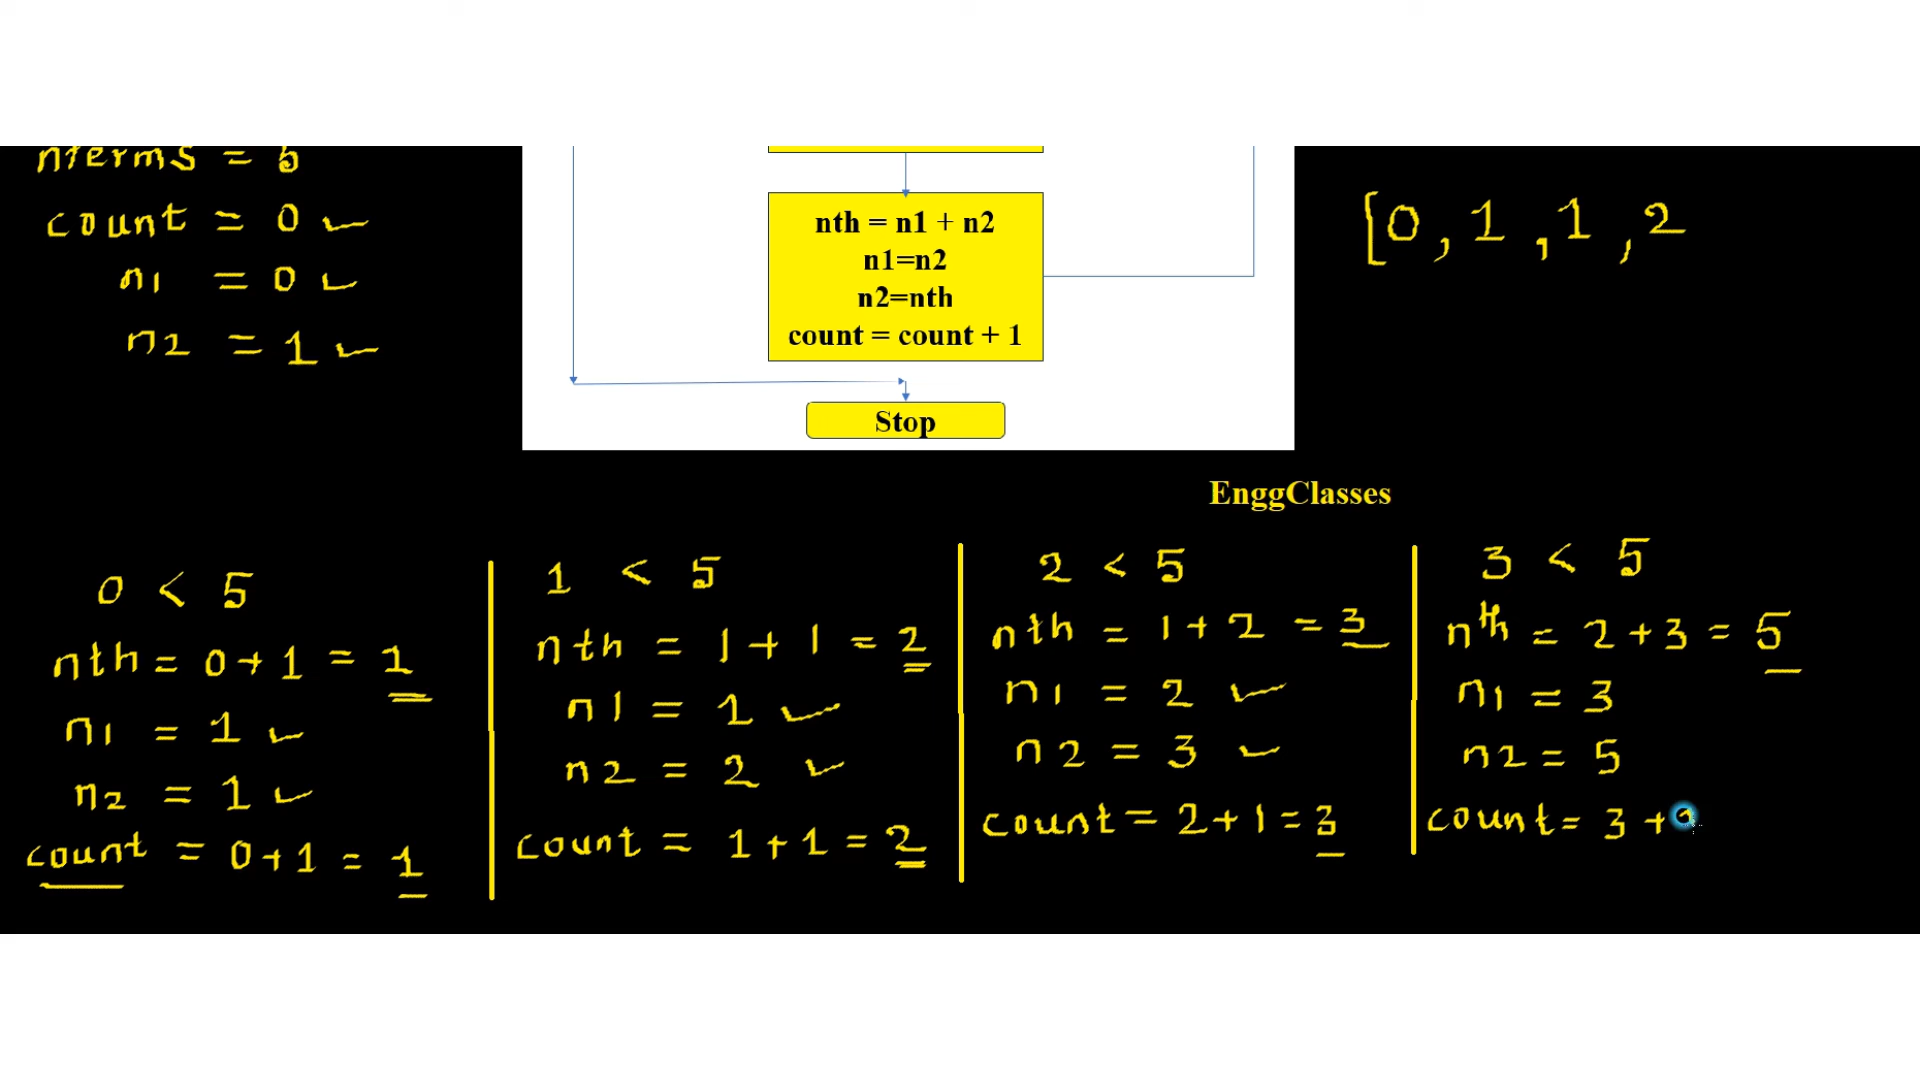 nterms = 5
count = 0
n1 = 0
n2 = 1
nth = n1 + n2
n1=n2
n2=nth
count = count + 1
Stop
[0, 1, 1, 2
EnggClasses
0 < 5
nth = 0+1 = 1
n1 = 1
n2 = 1
count = 0+1 = 1
1 < 5
nth = 1+1 = 2
n1 = 1
n2 = 2
count = 1+1 = 2
2 < 5
nth = 1+2 = 3
n1 = 2
n2 = 3
count = 2+1 = 3
3 < 5
nth = 2+3 = 5
n1 = 3
n2 = 5
count = 3 +